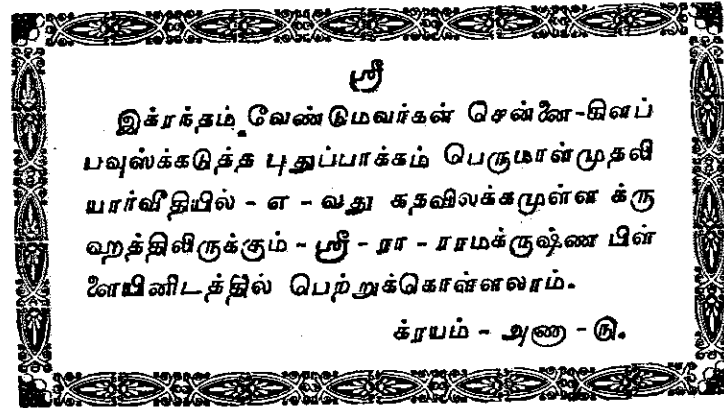 ஸ்ரீ
இக்ரந்தம் வேண்டுமவர்கள் சென்னை-கிளப்
பவுஸ்க்கடுத்த புதுப்பாக்கம் பெருமாள்முதலி
யார்வீதியில் - எ - வது கதவிலக்கமுள்ள க்ரு
ஹத்திலிருக்கும் - ஸ்ரீ - ரா - ராமக்ருஷ்ண பிள்
ளையினிடத்தில் பெற்றுக்கொள்ளலாம்.
க்ரயம் - அணா - ௫.